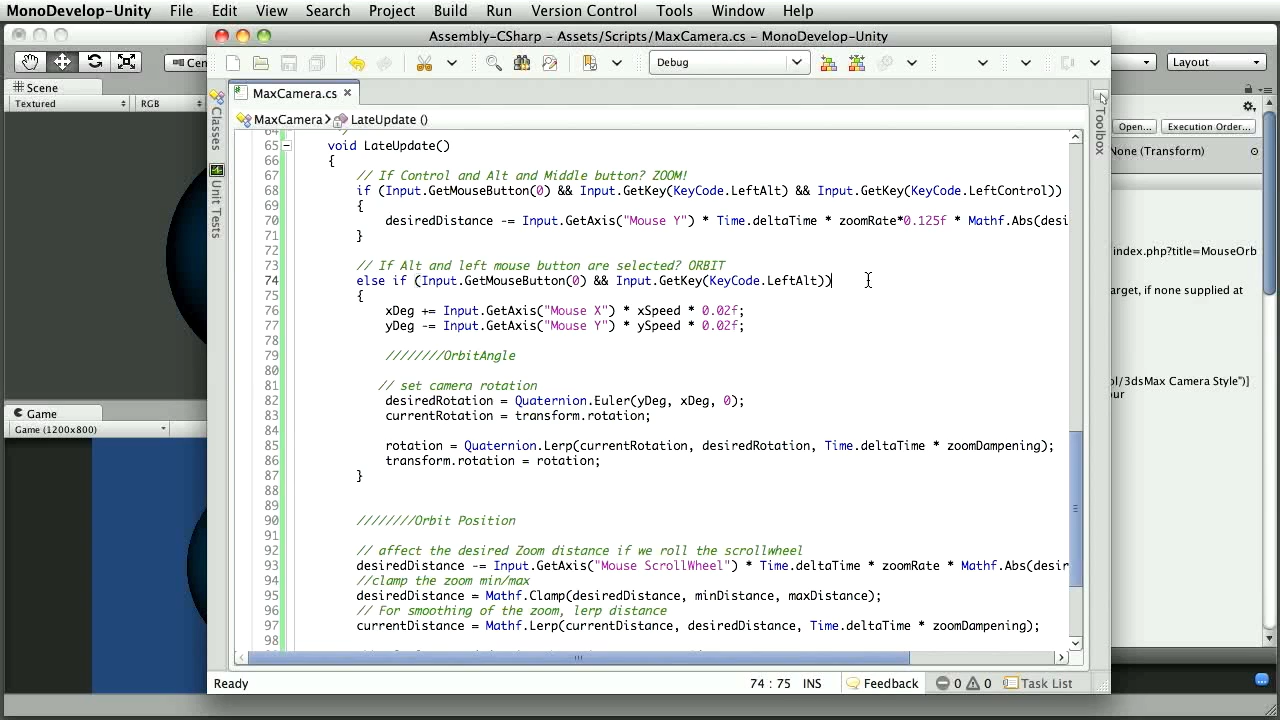 MonoDevelop-Unity File Edit View Search Project Build Run Version Control Tools Window Help
Assembly-CSharp - Assets/Scripts/MaxCamera.cs - MonoDevelop-Unity
Cen
Debug
Layout
Scene
Textured RGB
MaxCamera.cs
MaxCamera LateUpdate ()
Classes
Unit Tests
Toolbox
Open... Execution Order...
None (Transform)
index.php?title=MouseOrb
arget, if none supplied at
ol/3dsMax Camera Style")]
our
Game
Game (1200x800)
64
65 void LateUpdate()
66 {
67 // If Control and Alt and Middle button? ZOOM!
68 if (Input.GetMouseButton(0) && Input.GetKey(KeyCode.LeftAlt) && Input.GetKey(KeyCode.LeftControl))
69 {
70 desiredDistance -= Input.GetAxis("Mouse Y") * Time.deltaTime * zoomRate*0.125f * Mathf.Abs(desi
71 }
72
73 // If Alt and left mouse button are selected? ORBIT
74 else if (Input.GetMouseButton(0) && Input.GetKey(KeyCode.LeftAlt))
75 {
76 xDeg += Input.GetAxis("Mouse X") * xSpeed * 0.02f;
77 yDeg -= Input.GetAxis("Mouse Y") * ySpeed * 0.02f;
78
79 ////////OrbitAngle
80
81 // set camera rotation
82 desiredRotation = Quaternion.Euler(yDeg, xDeg, 0);
83 currentRotation = transform.rotation;
84
85 rotation = Quaternion.Lerp(currentRotation, desiredRotation, Time.deltaTime * zoomDampening);
86 transform.rotation = rotation;
87 }
88
89
90 ////////Orbit Position
91
92 // affect the desired Zoom distance if we roll the scrollwheel
93 desiredDistance -= Input.GetAxis("Mouse ScrollWheel") * Time.deltaTime * zoomRate * Mathf.Abs(desir
94 //clamp the zoom min/max
95 desiredDistance = Mathf.Clamp(desiredDistance, minDistance, maxDistance);
96 // For smoothing of the zoom, lerp distance
97 currentDistance = Mathf.Lerp(currentDistance, desiredDistance, Time.deltaTime * zoomDampening);
98
Ready 74 : 75 INS Feedback 0 0 Task List